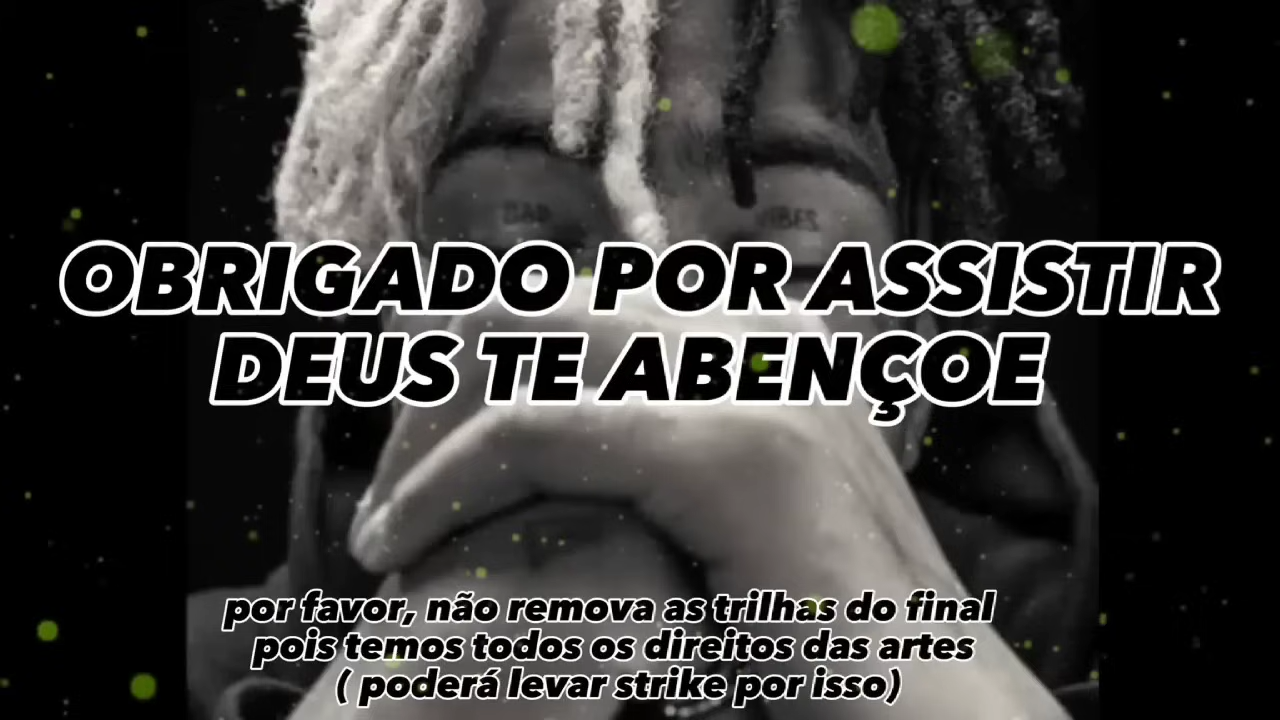 OBRIGADO POR ASSISTIR
DEUS TE ABENÇOE
por favor, não remova as trilhas do final
pois temos todos os direitos das artes
( poderá levar strike por isso)